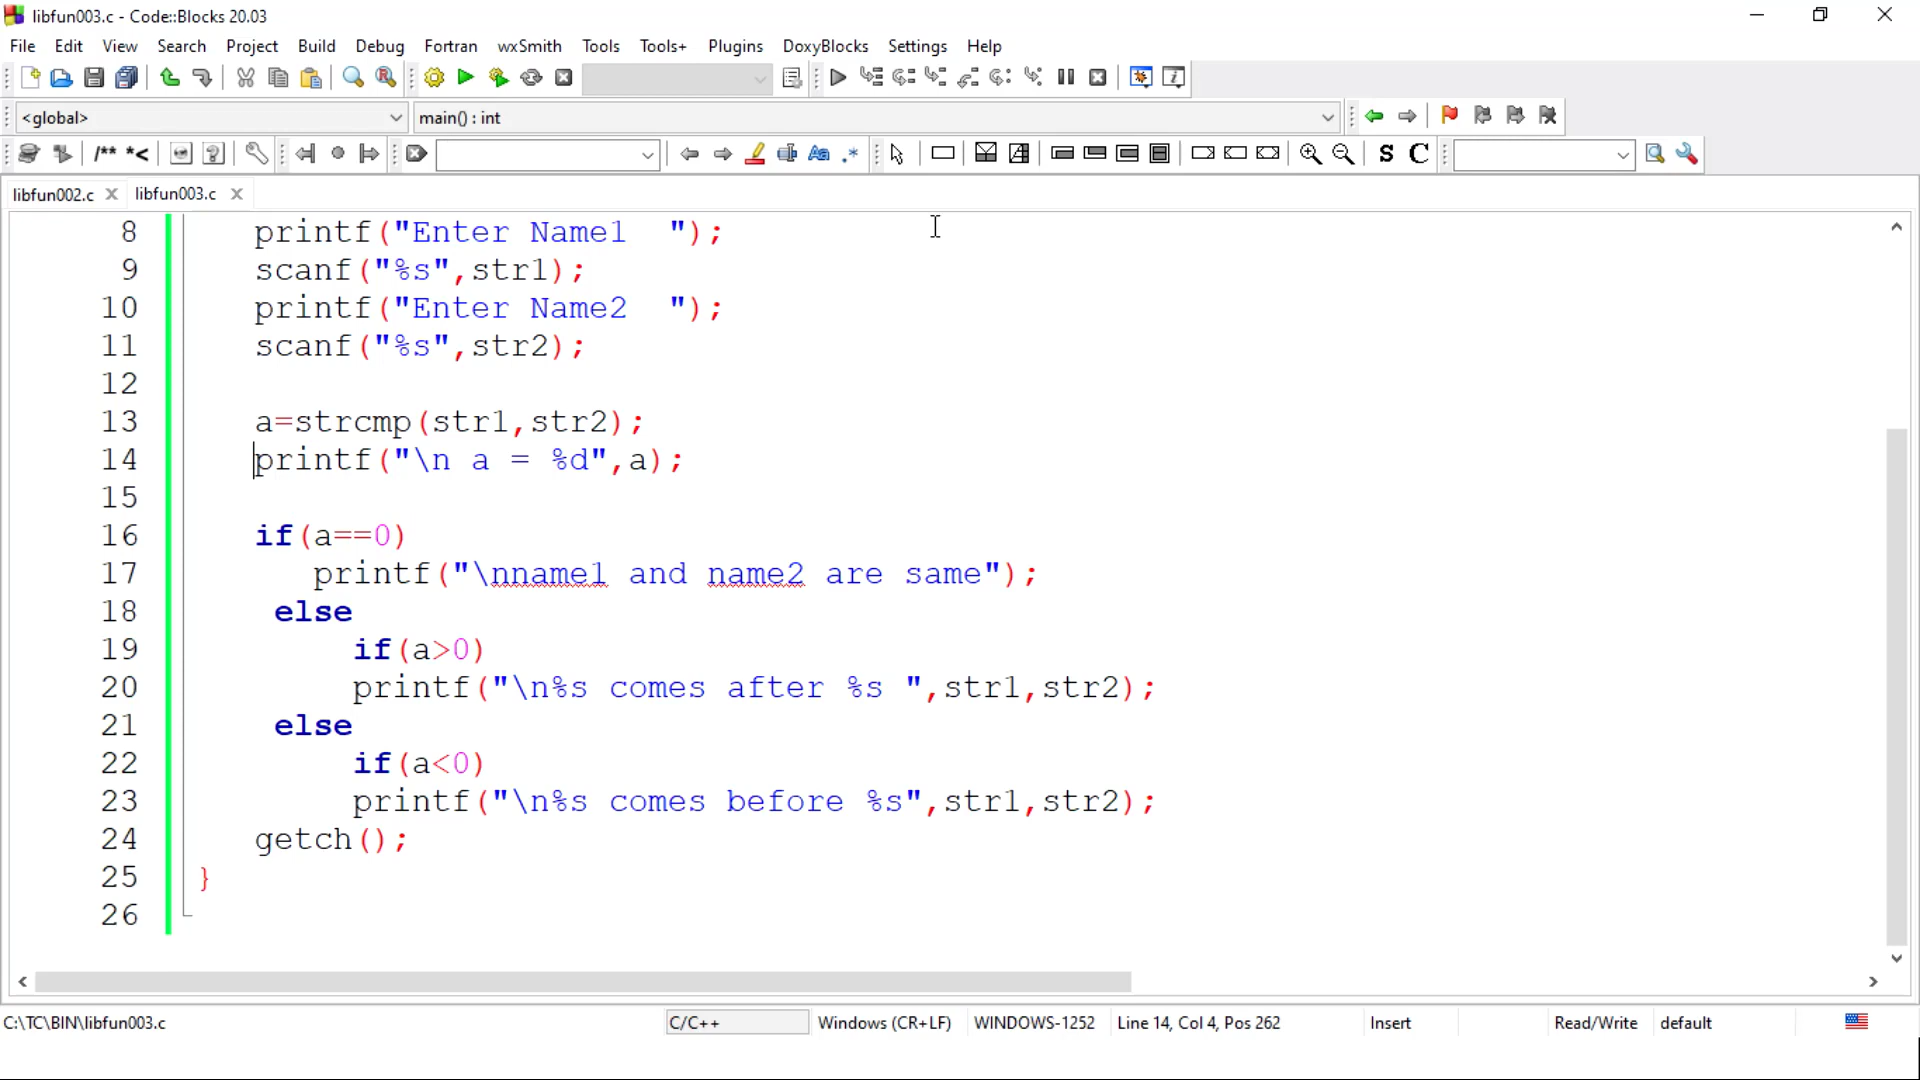 libfun003.c - Code::Blocks 20.03
File Edit View Search Project Build Debug Fortran wxSmith Tools Tools+ Plugins DoxyBlocks Settings Help
<global> main() : int
/** *< S C
libfun002.c libfun003.c
8 printf("Enter Name1  ");
9 scanf("%s",str1);
10 printf("Enter Name2  ");
11 scanf("%s",str2);
12
13 a=strcmp(str1,str2);
14 printf("\n a = %d",a);
15
16 if(a==0)
17 printf("\nname1 and name2 are same");
18 else
19 if(a>0)
20 printf("\n%s comes after %s ",str1,str2);
21 else
22 if(a<0)
23 printf("\n%s comes before %s",str1,str2);
24 getch();
25 }
26
C:\TC\BIN\libfun003.c C/C++ Windows (CR+LF) WINDOWS-1252 Line 14, Col 4, Pos 262 Insert Read/Write default